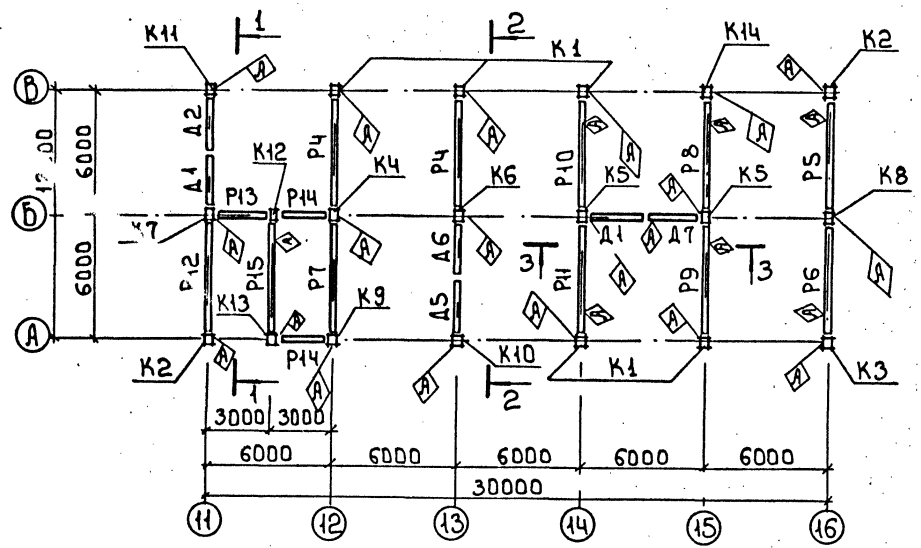 К11 1 2 К1 К14 К2
А А
В
Д2 Р4 А Р4 А Р10 А Р8 А Р5
6000
Д1 К12 К4 К6 К5 А К5 К8
Р13 Р14
Б
А А Д6 А Д1 А Д7
3 3
6000 Р12 Р15 Р7 Д5 Р11 А Р9 Р6 А
К13 А К9 А А
А
Р14
К2 А 1 А А К10 2 К1 А К3
3000 3000
6000 6000 6000 6000 6000
30000
11 12 13 14 15 16